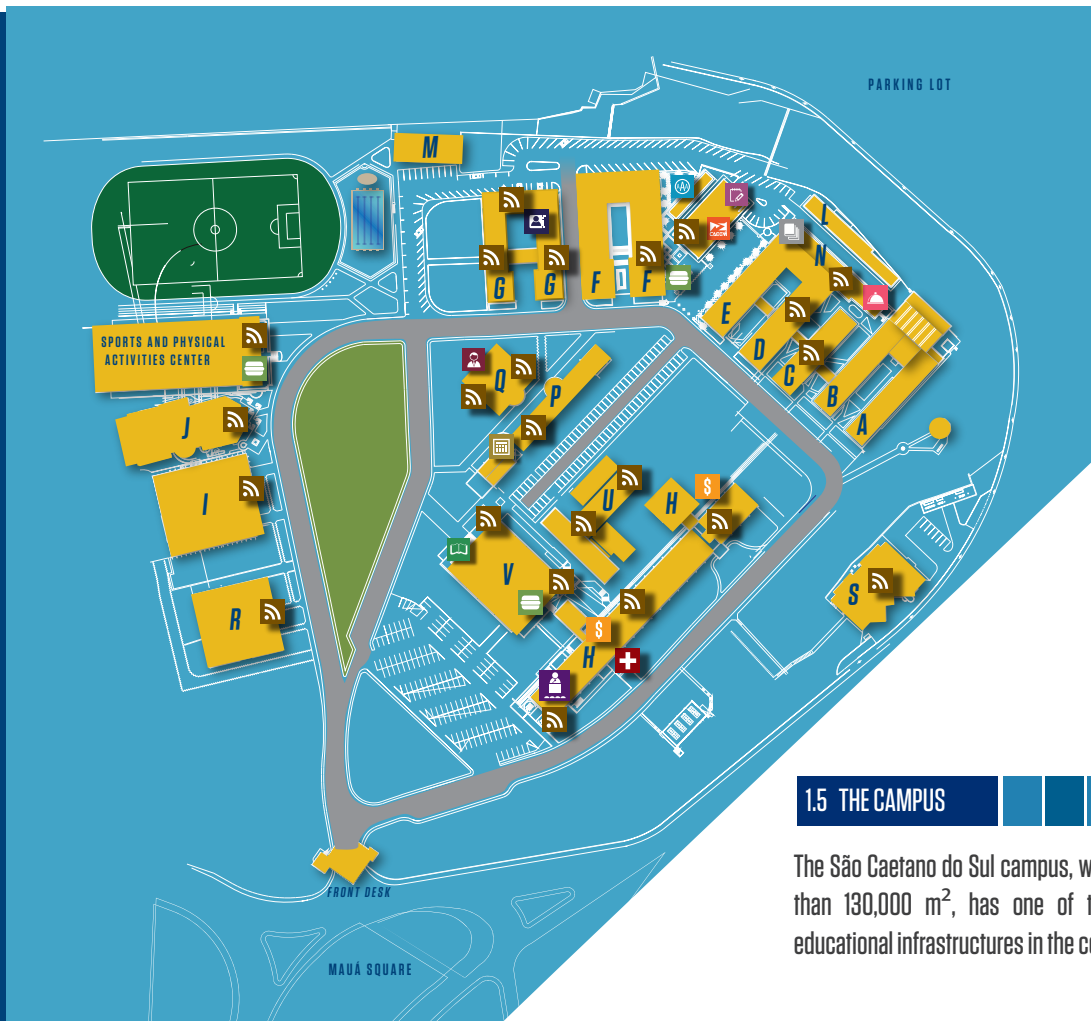 PARKING LOT
M
L
N
G
G
F
F
E
D
C
B
A
SPORTS AND PHYSICAL
ACTIVITIES CENTER
Q
P
J
I
U
H
$
V
R
S
$
H
FRONT DESK
MAUÁ SQUARE
1.5 THE CAMPUS
The São Caetano do Sul campus, w
than 130,000 m², has one of t
educational infrastructures in the c